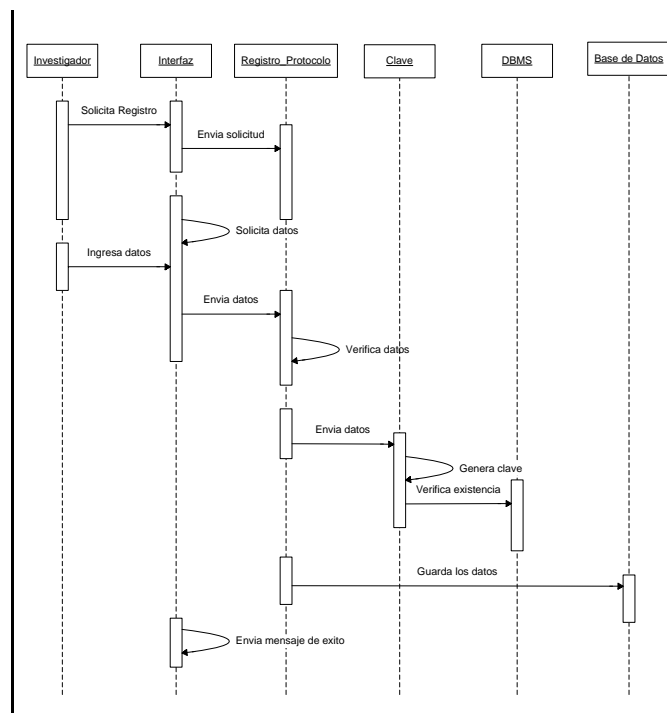 Investigador
Interfaz
Registro_Protocolo
Clave
DBMS
Base de Datos
Solicita Registro
Envia solicitud
Solicita datos
Ingresa datos
Envia datos
Verifica datos
Envia datos
Genera clave
Verifica existencia
Guarda los datos
Envia mensaje de exito